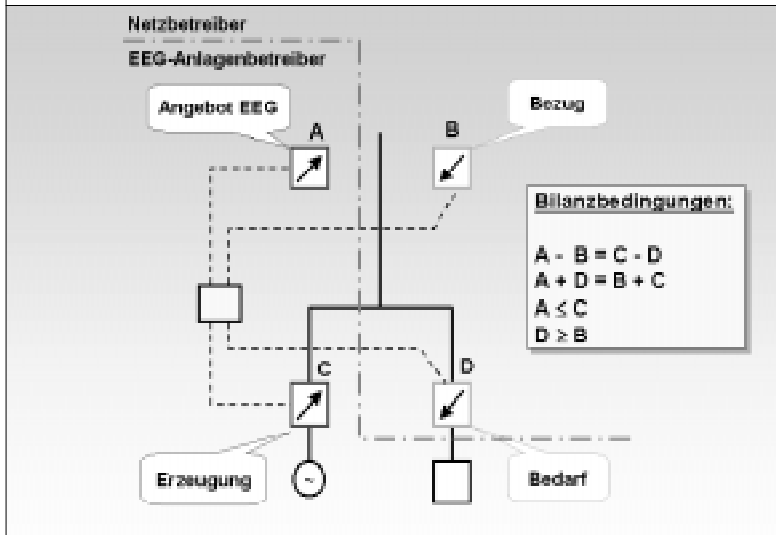 Netzbetreiber
EEG-Anlagenbetreiber
Angebot EEG
Bezug
A
B
Bilanzbedingungen:
A - B = C - D
A + D = B + C
A ≤ C
D ≥ B
C
D
Erzeugung
~
Bedarf